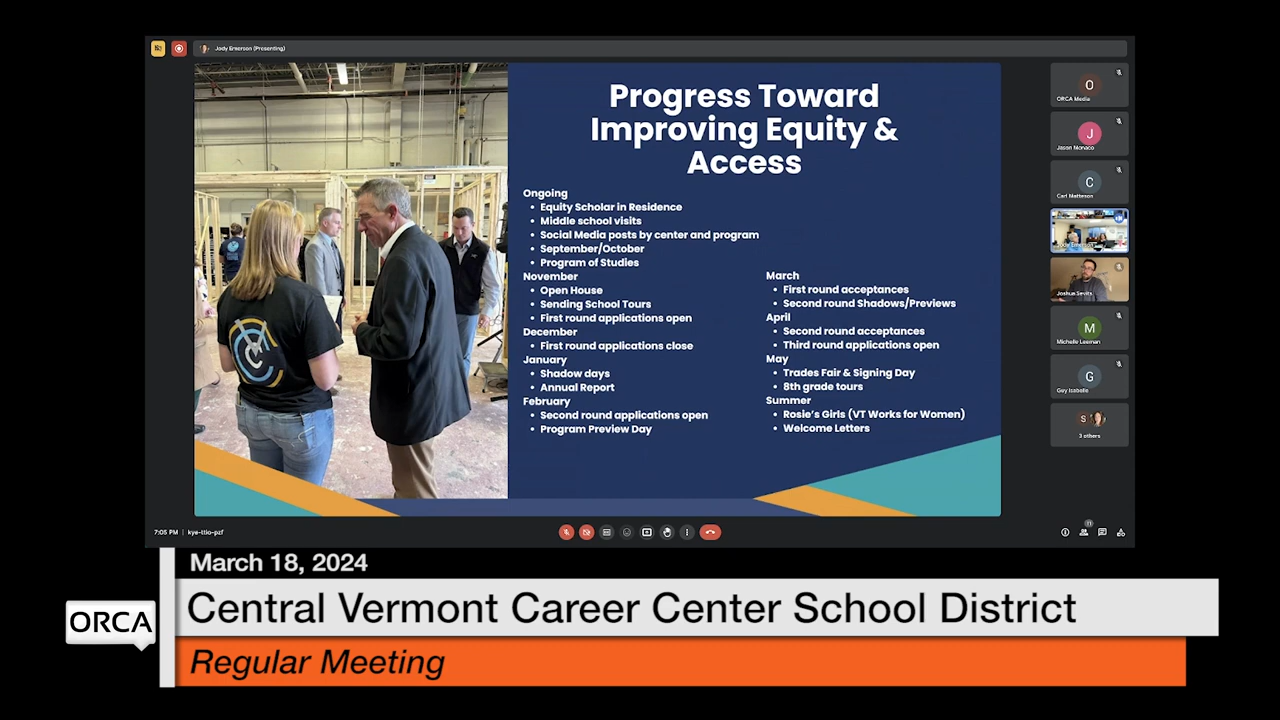 Jody Emerson (Presenting)
Progress Toward
Improving Equity &
Access
Ongoing
• Equity Scholar in Residence
• Middle school visits
• Social Media posts by center and program
• September/October
• Program of Studies
November
• Open House
• Sending School Tours
• First round applications open
December
• First round applications close
January
• Shadow days
• Annual Report
February
• Second round applications open
• Program Preview Day
March
• First round acceptances
• Second round Shadows/Previews
April
• Second round acceptances
• Third round applications open
May
• Trades Fair & Signing Day
• 8th grade tours
Summer
• Rosie's Girls (VT Works for Women)
• Welcome Letters
O
ORCA Media
J
Jason Monaco
C
Carl Matteson
Jody Emerson
Joshua Sevits
M
Michelle Leeman
G
Guy Isabelle
S
3 others
7:05 PM | kye-ttio-pzf
11
March 18, 2024
ORCA
Central Vermont Career Center School District
Regular Meeting